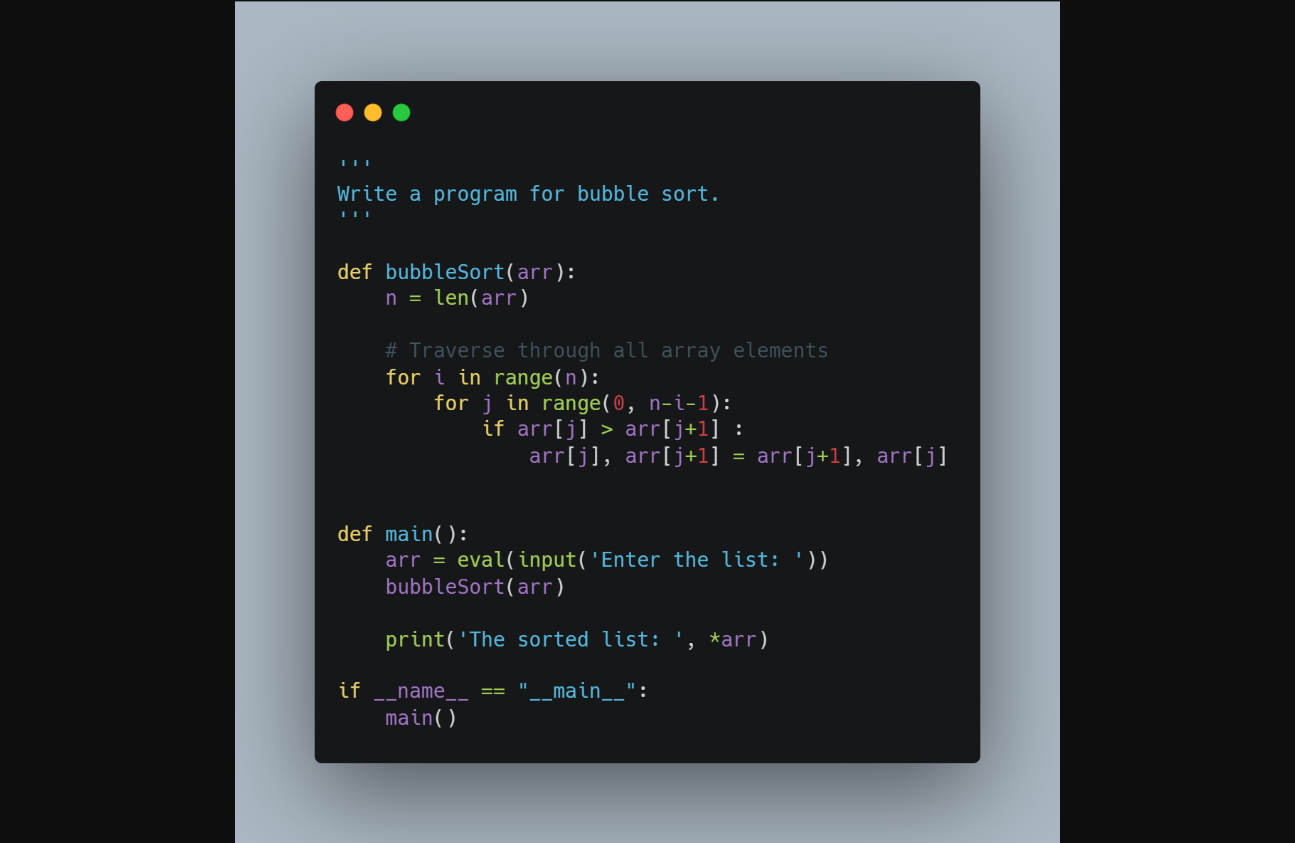 '''
Write a program for bubble sort.
'''
def bubbleSort(arr):
    n = len(arr)
    # Traverse through all array elements
    for i in range(n):
        for j in range(0, n-i-1):
            if arr[j] > arr[j+1] :
                arr[j], arr[j+1] = arr[j+1], arr[j]
def main():
    arr = eval(input('Enter the list: '))
    bubbleSort(arr)
    print('The sorted list: ', *arr)
if __name__ == "__main__":
    main()